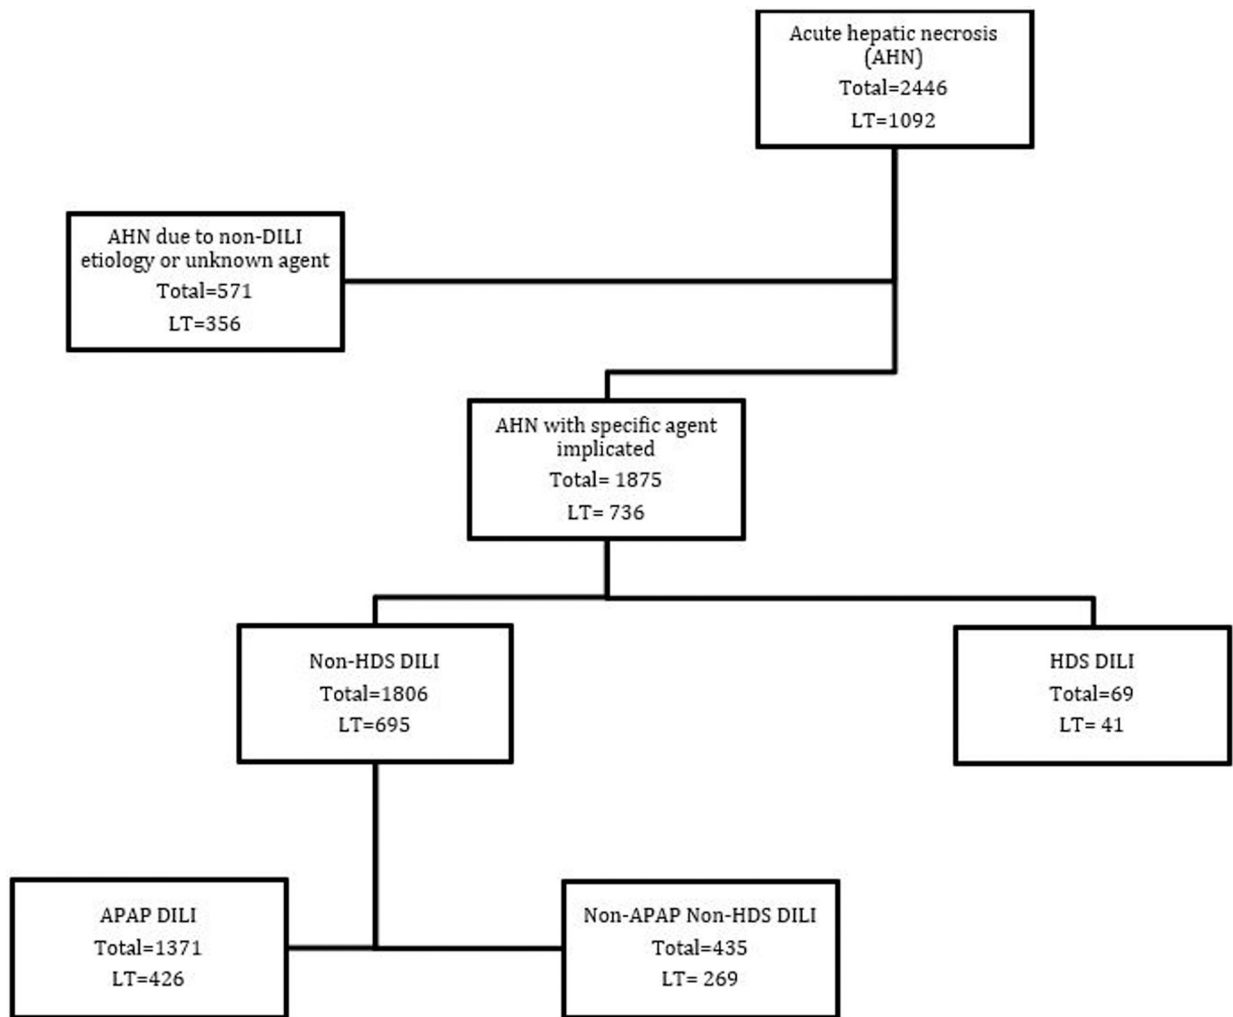 Acute hepatic necrosis
(AHN)
Total=2446
LT=1092
AHN due to non-DILI
etiology or unknown agent
Total=571
LT=356
AHN with specific agent
implicated
Total= 1875
LT= 736
Non-HDS DILI
Total=1806
LT=695
HDS DILI
Total=69
LT= 41
APAP DILI
Total=1371
LT=426
Non-APAP Non-HDS DILI
Total=435
LT= 269